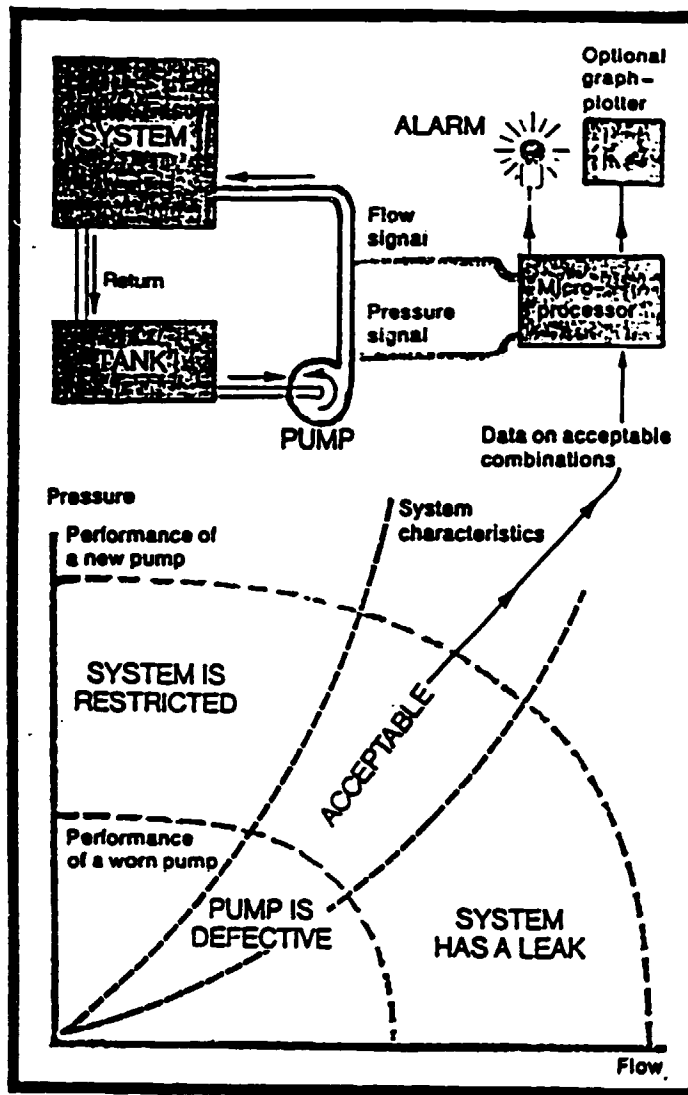 Optional
graph-
plotter
SYSTEM
ALARM
Flow
signal
Micro-
processor
Return
Pressure
signal
TANK
PUMP
Data on acceptable
combinations
Pressure
Performance of
a new pump
System
characteristics
SYSTEM IS
RESTRICTED
ACCEPTABLE
Performance
of a worn pump
PUMP IS
DEFECTIVE
SYSTEM
HAS A LEAK
Flow